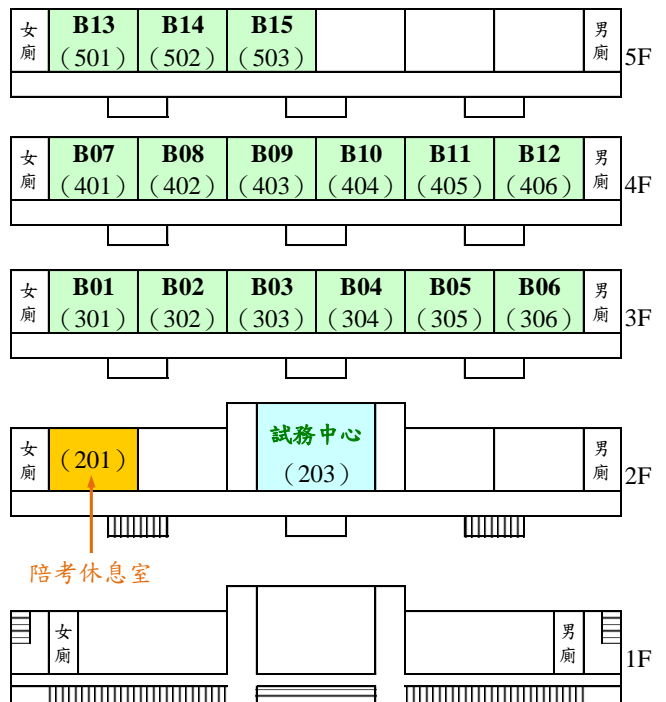 女廁 B13 B14 B15 男廁
(501) (502) (503) 5F
女廁 B07 B08 B09 B10 B11 B12 男廁
(401) (402) (403) (404) (405) (406) 4F
女廁 B01 B02 B03 B04 B05 B06 男廁
(301) (302) (303) (304) (305) (306) 3F
女廁 (201) 試務中心 男廁
(203) 2F
陪考休息室
女廁 男廁 1F